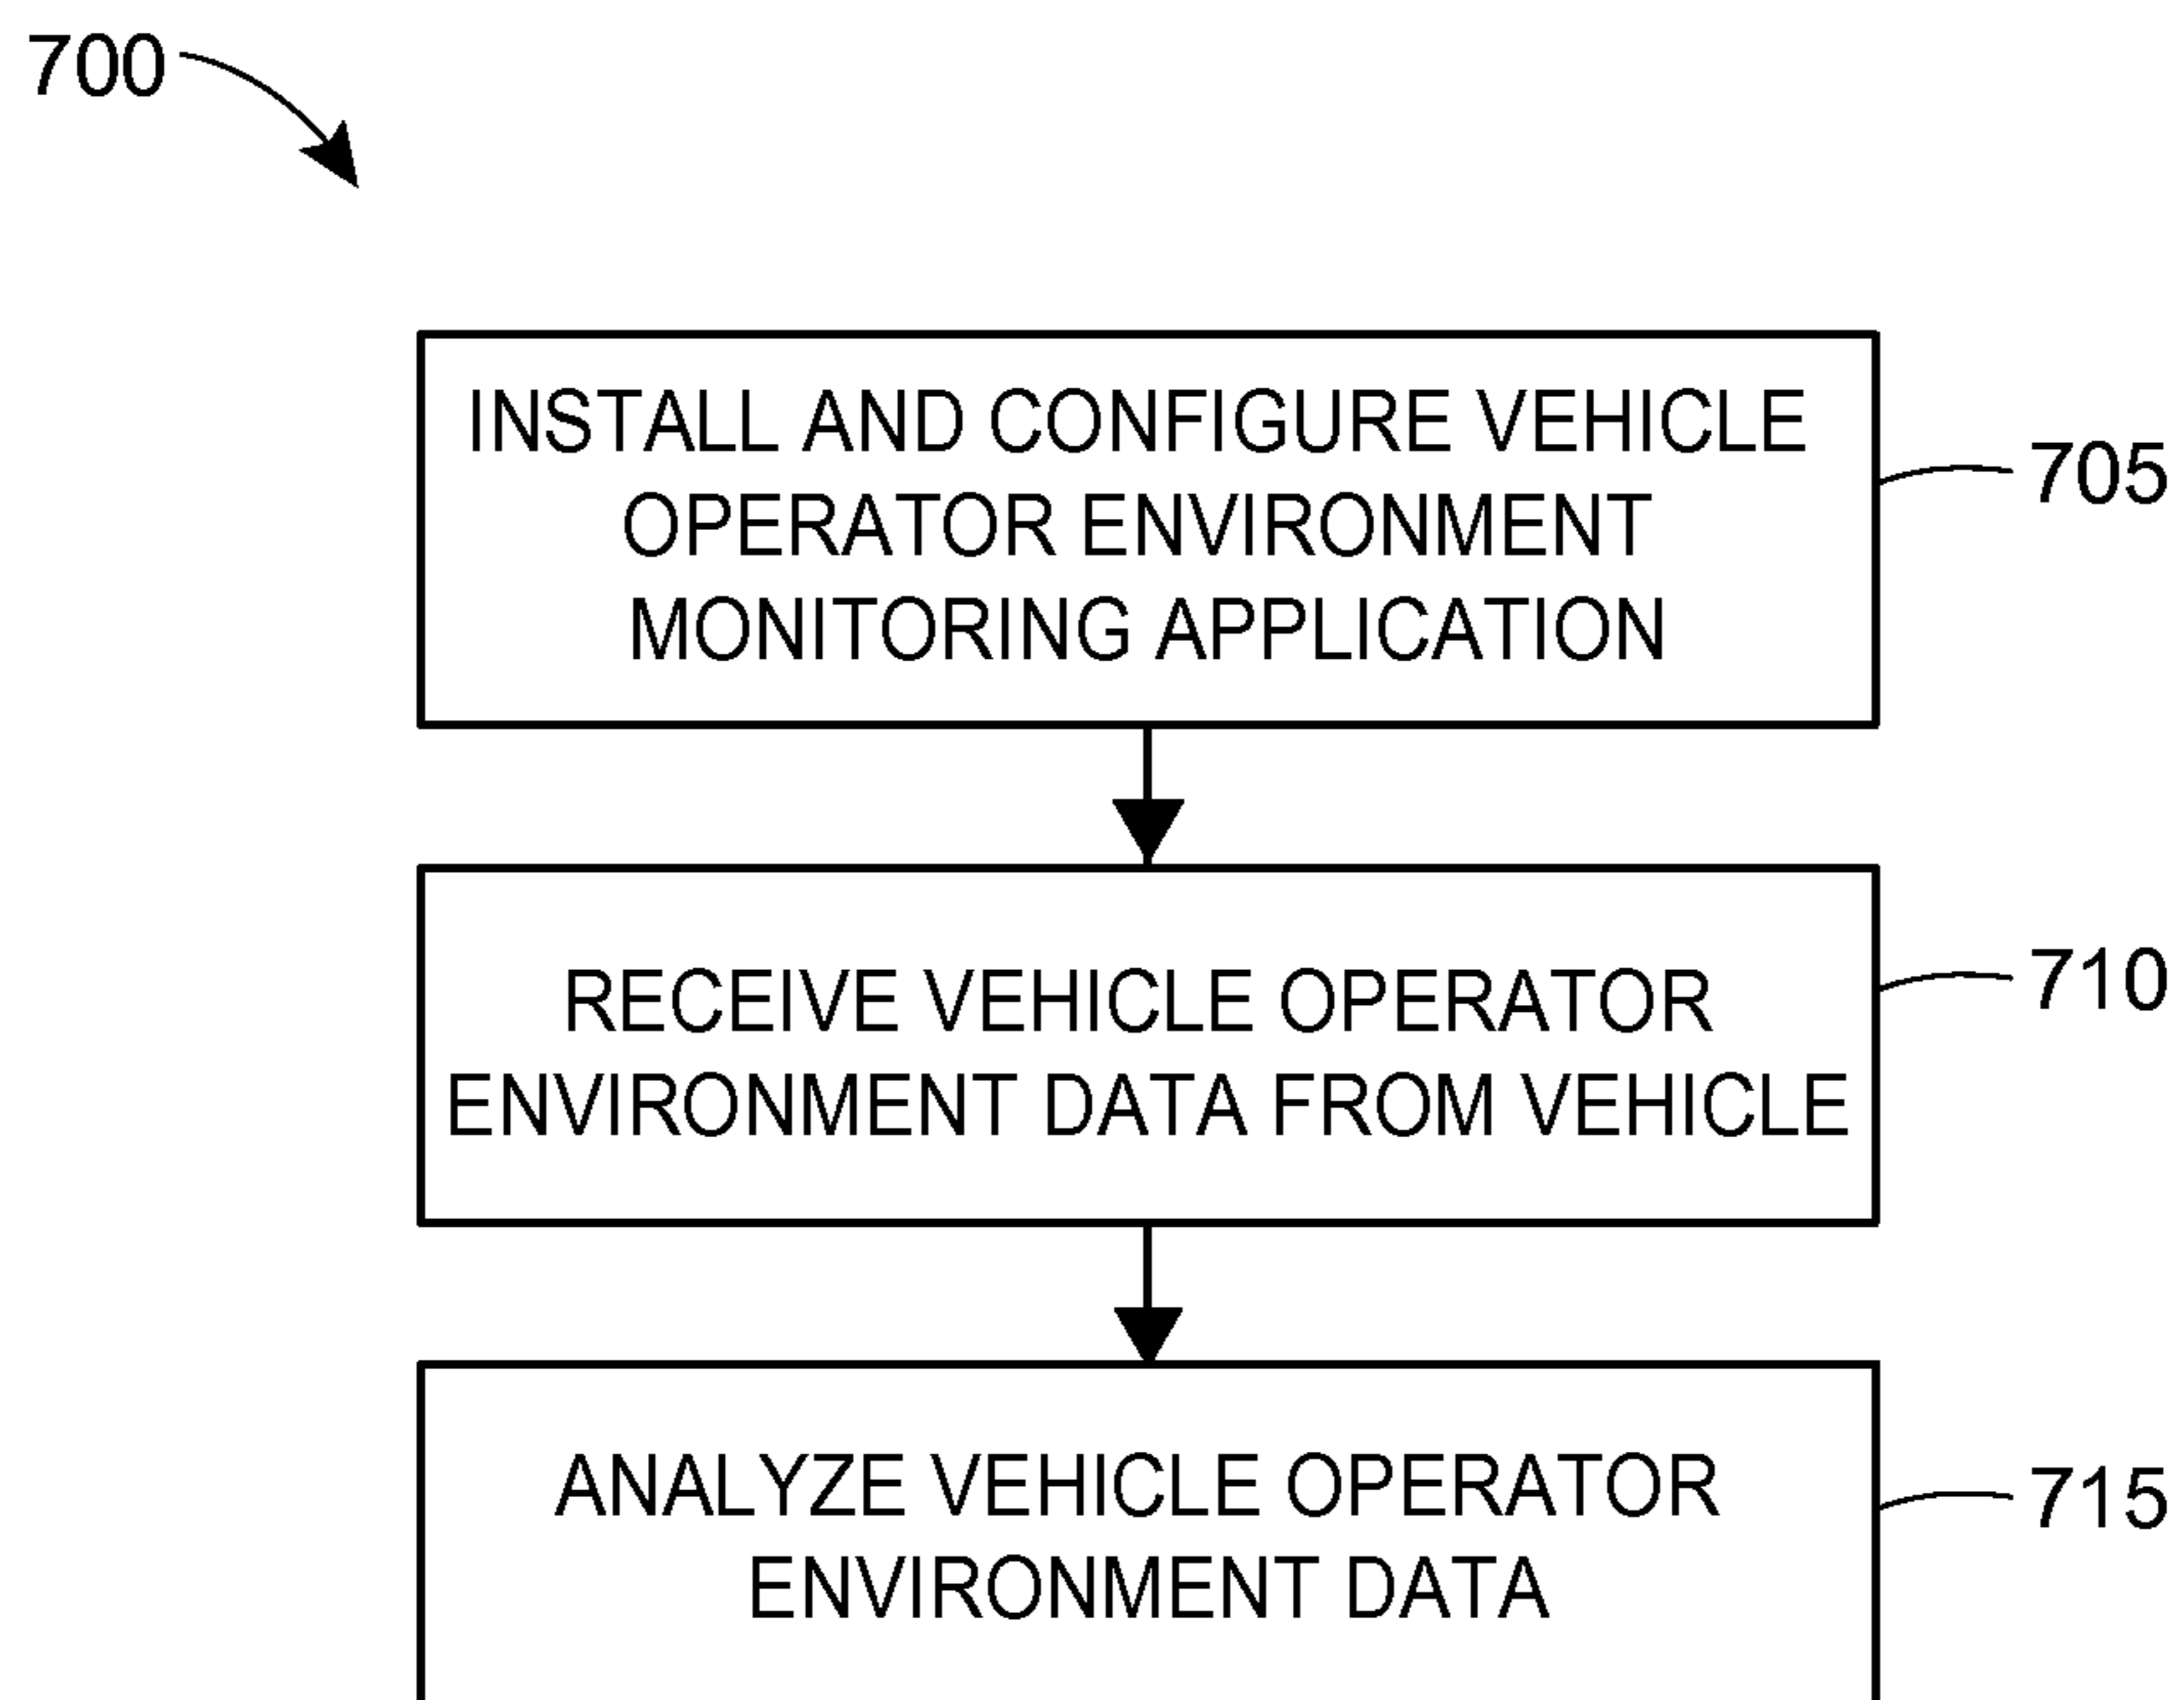 700
INSTALL AND CONFIGURE VEHICLE
OPERATOR ENVIRONMENT
MONITORING APPLICATION
705
RECEIVE VEHICLE OPERATOR
ENVIRONMENT DATA FROM VEHICLE
710
ANALYZE VEHICLE OPERATOR
ENVIRONMENT DATA
715